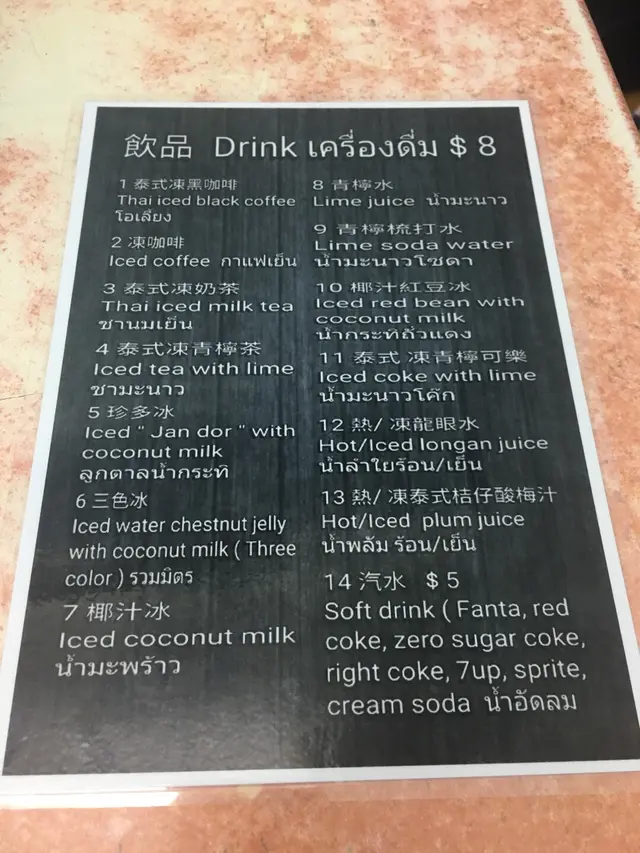 飲品 Drink เครื่องดื่ม $ 8
1 泰式凍黑咖啡
Thai iced black coffee
โอเลี้ยง
2 凍咖啡
Iced coffee กาแฟเย็น
3 泰式凍奶茶
Thai iced milk tea
ชานมเย็น
4 泰式凍青檸茶
Iced tea with lime
ชามะนาว
5 珍多冰
Iced " Jan dor " with
coconut milk
ลูกตาลน้ำกระทิ
6 三色冰
Iced water chestnut jelly
with coconut milk ( Three
color ) รวมมิตร
7 椰汁冰
Iced coconut milk
น้ำมะพร้าว
8 青檸水
Lime juice น้ำมะนาว
9 青檸梳打水
Lime soda water
น้ำมะนาวโซดา
10 椰汁紅豆冰
Iced red bean with
coconut milk
น้ำกระทิถั่วแดง
11 泰式 凍青檸可樂
Iced coke with lime
น้ำมะนาวโค๊ก
12 熱/ 凍龍眼水
Hot/Iced longan juice
น้ำลำใยร้อน/เย็น
13 熱/ 凍泰式桔仔酸梅汁
Hot/Iced plum juice
น้ำพลัม ร้อน/เย็น
14 汽水 $ 5
Soft drink ( Fanta, red
coke, zero sugar coke,
right coke, 7up, sprite,
cream soda น้ำอัดลม